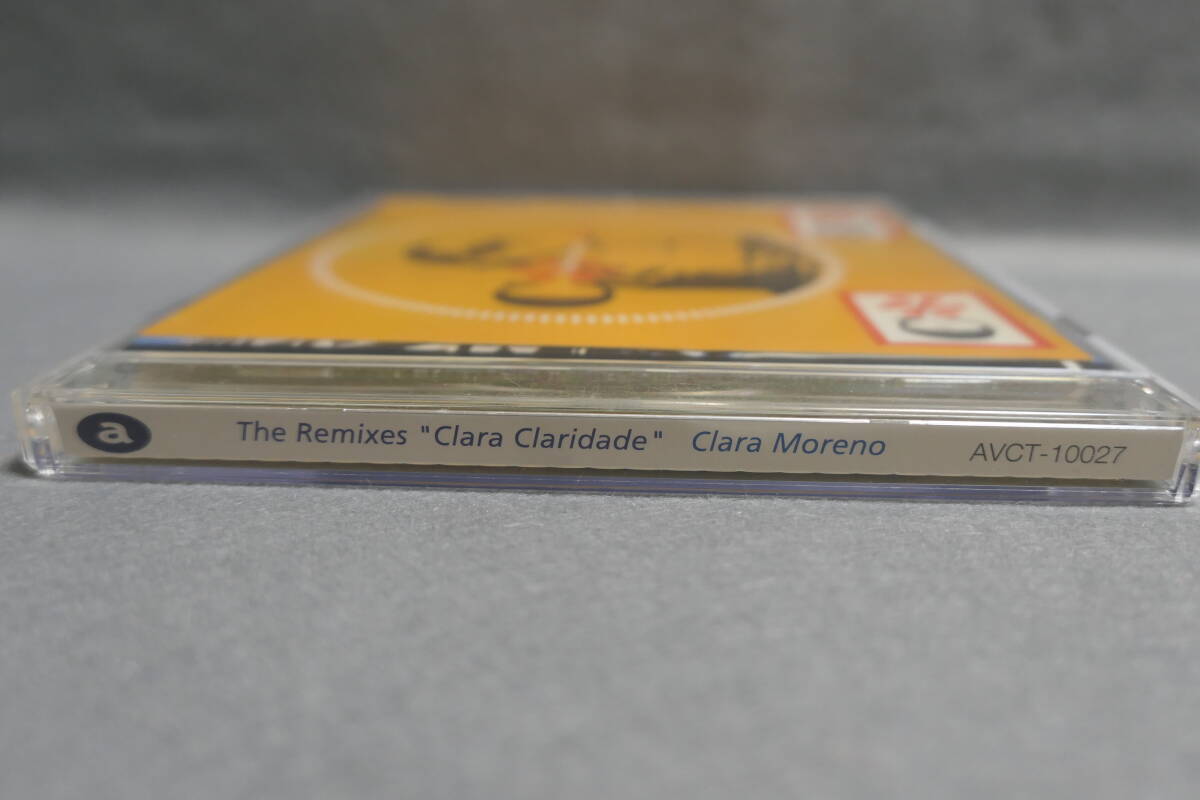 a The Remixes "Clara Claridade" Clara Moreno AVCT-10027